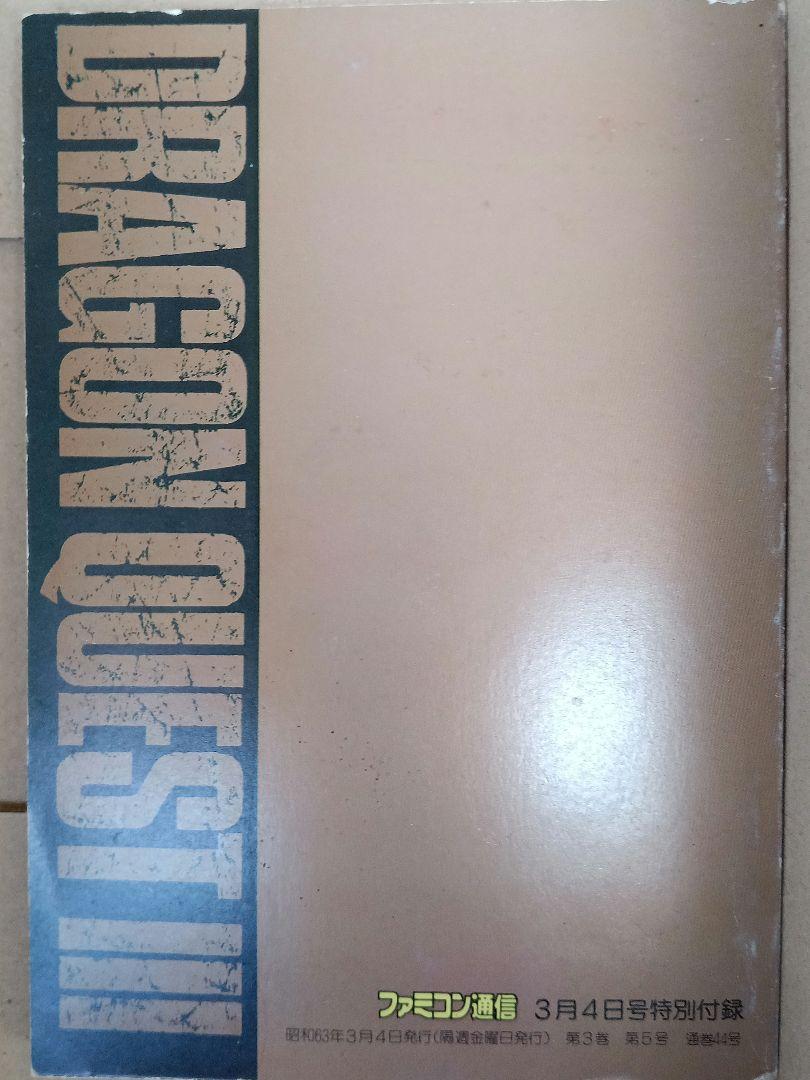 DRAGON QUEST III
ファミコン通信 3月4日号特別付録
昭和63年3月4日発行(隔週金曜日発行) 第3巻 第5号 通巻44号